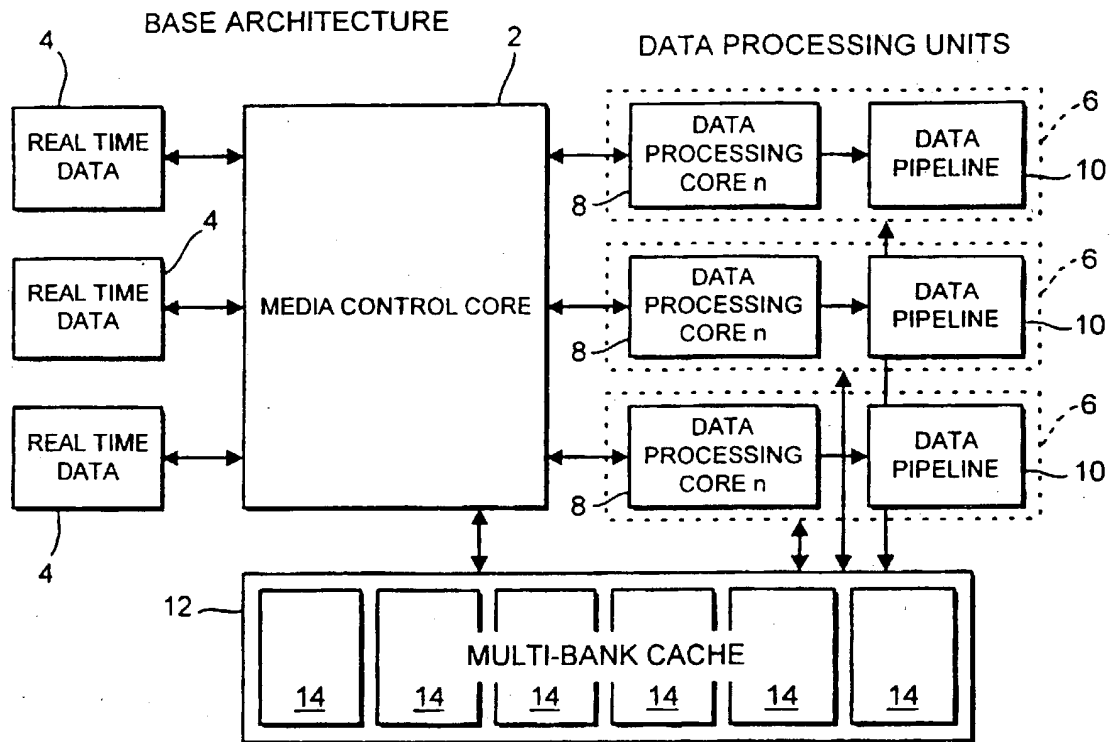 BASE ARCHITECTURE
DATA PROCESSING UNITS
4
2
REAL TIME
DATA
MEDIA CONTROL CORE
DATA
PROCESSING
CORE n
8
DATA
PIPELINE
6
10
4
REAL TIME
DATA
DATA
PROCESSING
CORE n
8
DATA
PIPELINE
6
10
REAL TIME
DATA
4
DATA
PROCESSING
CORE n
8
DATA
PIPELINE
6
10
12
MULTI-BANK CACHE
14 14 14 14 14 14